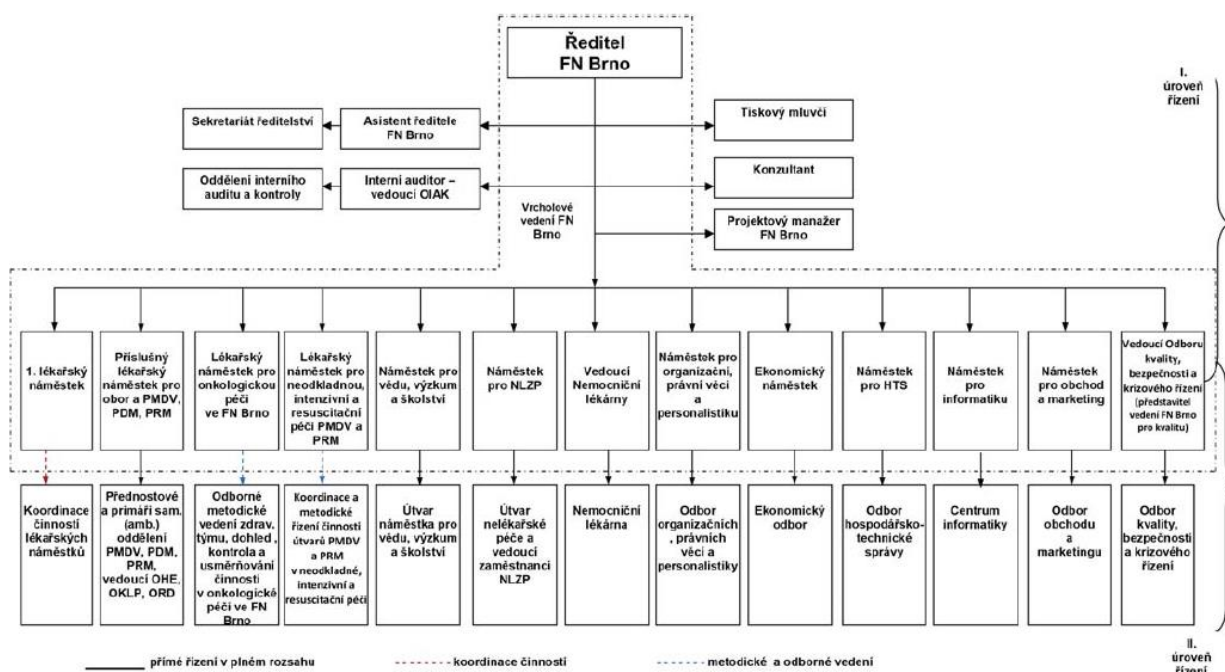 Ředitel
FN Brno
I.
úroveň
řízení
Sekretariát ředitelství
Asistent ředitele
FN Brno
Tiskový mluvčí
Oddělení interního
auditu a kontroly
Interní auditor –
vedoucí OIAK
Konzultant
Vrcholové
vedení FN
Brno
Projektový manažer
FN Brno
1. lékařský
náměstek
Příslušný
lékařský
náměstek pro
obor a PMDV,
PDM, PRM
Lékařský
náměstek pro
onkologickou
péči
ve FN Brno
Lékařský
náměstek pro
neodkladnou,
intenzivní a
resuscitační
péči PMDV a
PRM
Náměstek pro
vědu, výzkum
a školství
Náměstek
pro NLZP
Vedoucí
Nemocniční
lékárny
Náměstek pro
organizační,
právní věci
a
personalistiku
Ekonomický
náměstek
Náměstek
pro HTS
Náměstek
pro
informatiku
Náměstek
pro obchod
a marketing
Vedoucí Odboru
kvality,
bezpečnosti a
krizového řízení
(představitel
vedení FN Brno
pro kvalitu)
Koordinace
činností
lékařských
náměstků
Přednostové
a primáři sam.
(amb.)
oddělení
PMDV, PDM,
PRM,
vedoucí OHE,
OKLP, ORD
Odborné
metodické
vedení zdrav.
týmu, dohled ,
kontrola a
usměrňování
činnosti
v onkologické
péči ve FN
Brno
Koordinace a
metodické
řízení činnosti
útvarů PMDV
a PRM
v neodkladné,
intenzivní a
resuscitační péči
Útvar
náměstka pro
vědu, výzkum
a školství
Útvar
nelékařské
péče a
vedoucí
zaměstnanci
NLZP
Nemocniční
lékárna
Odbor
organizačních
, právních
věcí a
personalistiky
Ekonomický
odbor
Odbor
hospodářsko-
technické
správy
Centrum
informatiky
Odbor
obchodu
a
marketingu
Odbor
kvality,
bezpečnosti
a krizového
řízení
II.
úroveň
řízení
přímé řízení v plném rozsahu
koordinace činností
metodické a odborné vedení